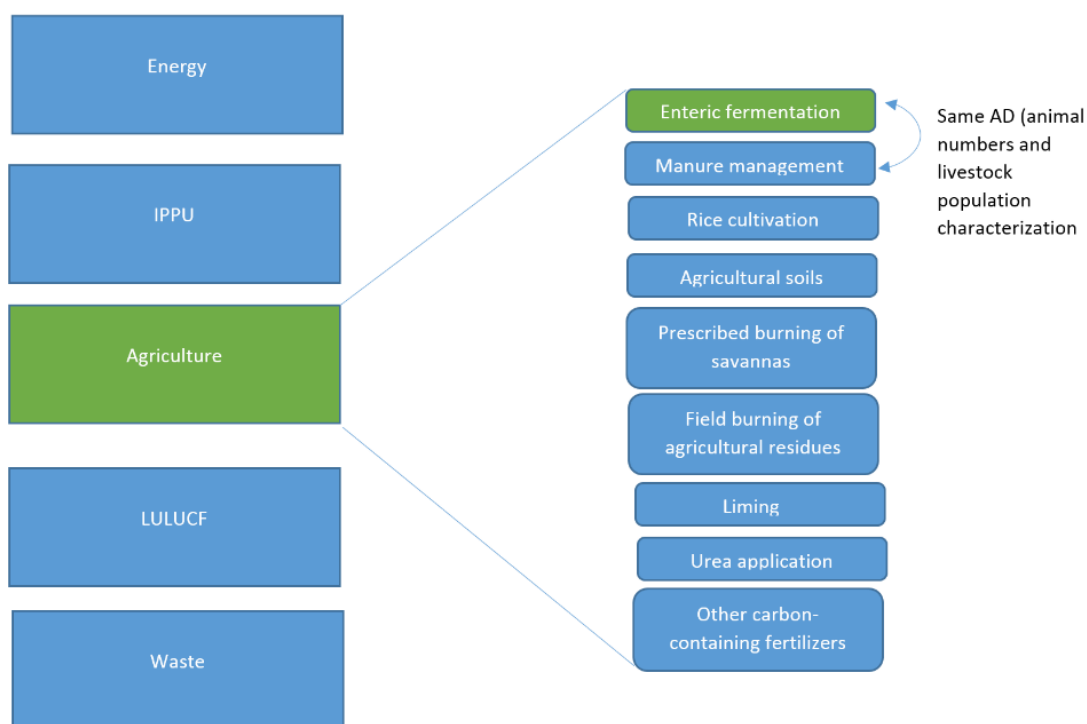 Energy
IPPU
Agriculture
LULUCF
Waste
Enteric fermentation
Manure management
Rice cultivation
Agricultural soils
Prescribed burning of
savannas
Field burning of
agricultural residues
Liming
Urea application
Other carbon-
containing fertilizers
Same AD (animal
numbers and
livestock
population
characterization